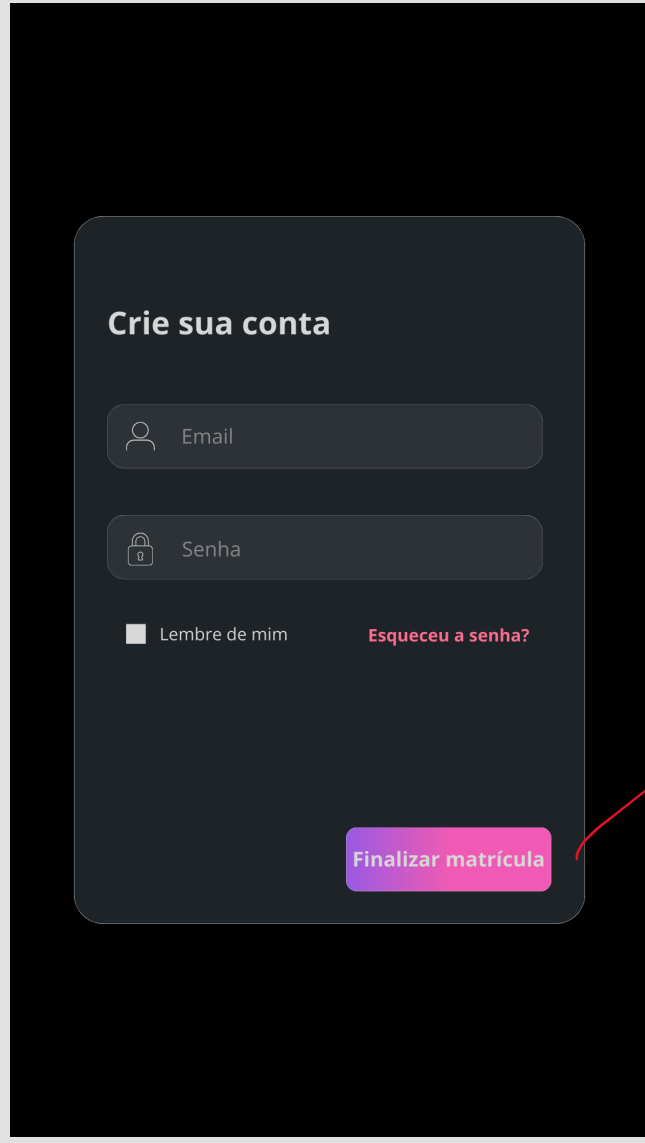 Crie sua conta
Email
Senha
Lembre de mim Esqueceu a senha?
Finalizar matrícula